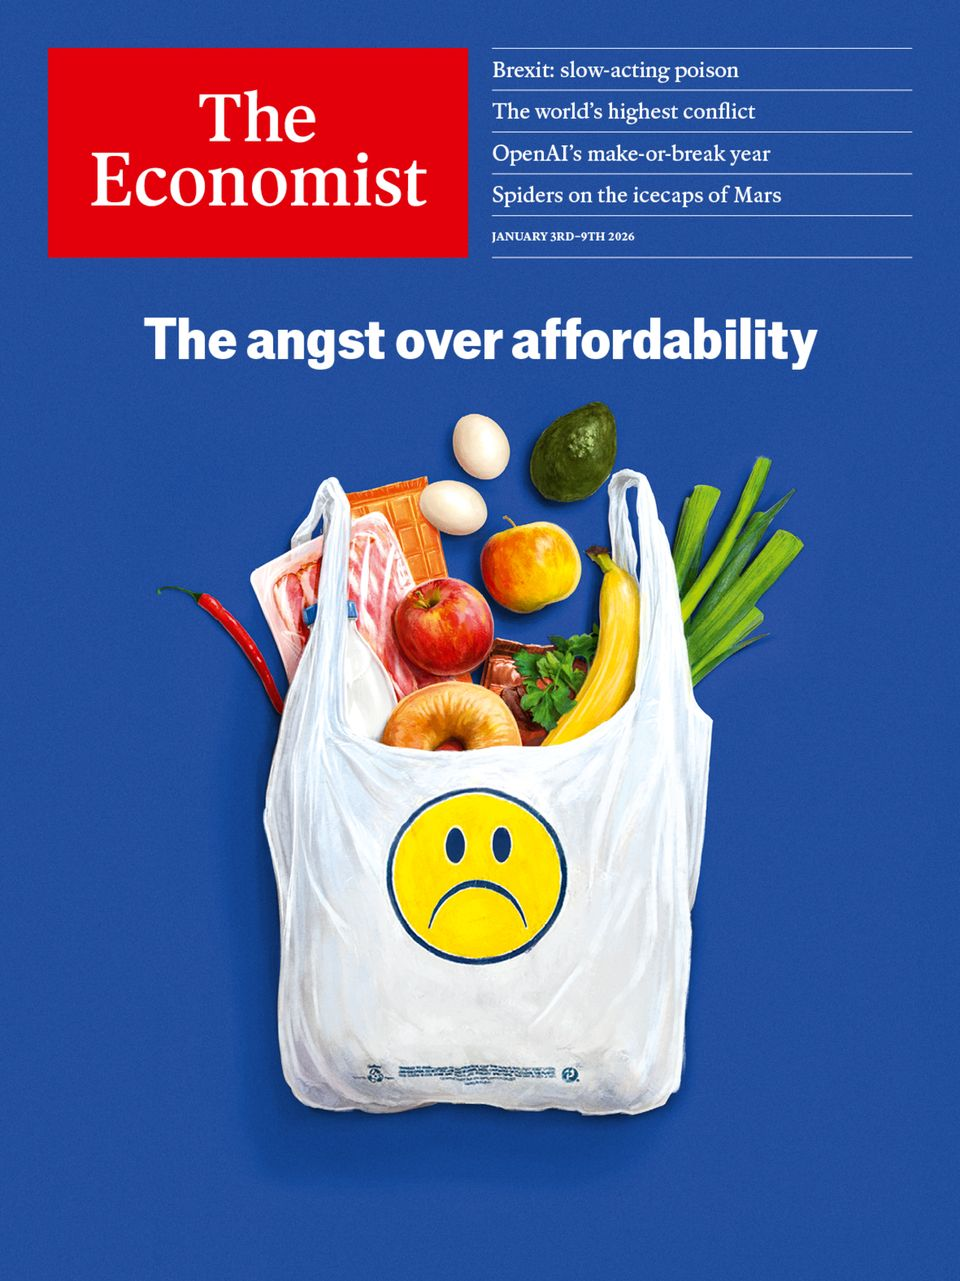 The
Economist
Brexit: slow-acting poison
The world's highest conflict
OpenAI's make-or-break year
Spiders on the icecaps of Mars
JANUARY 3RD–9TH 2026
The angst over affordability